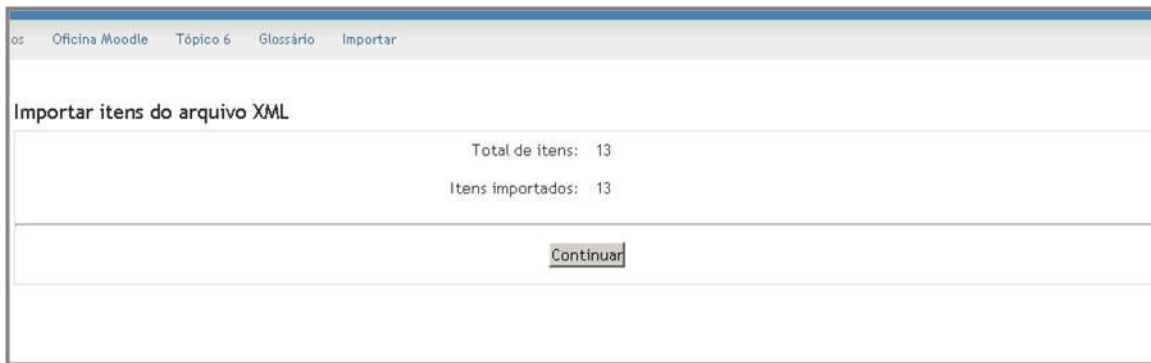 os Oficina Moodle Tópico 6 Glossário Importar
Importar itens do arquivo XML
Total de itens: 13
Itens importados: 13
Continuar